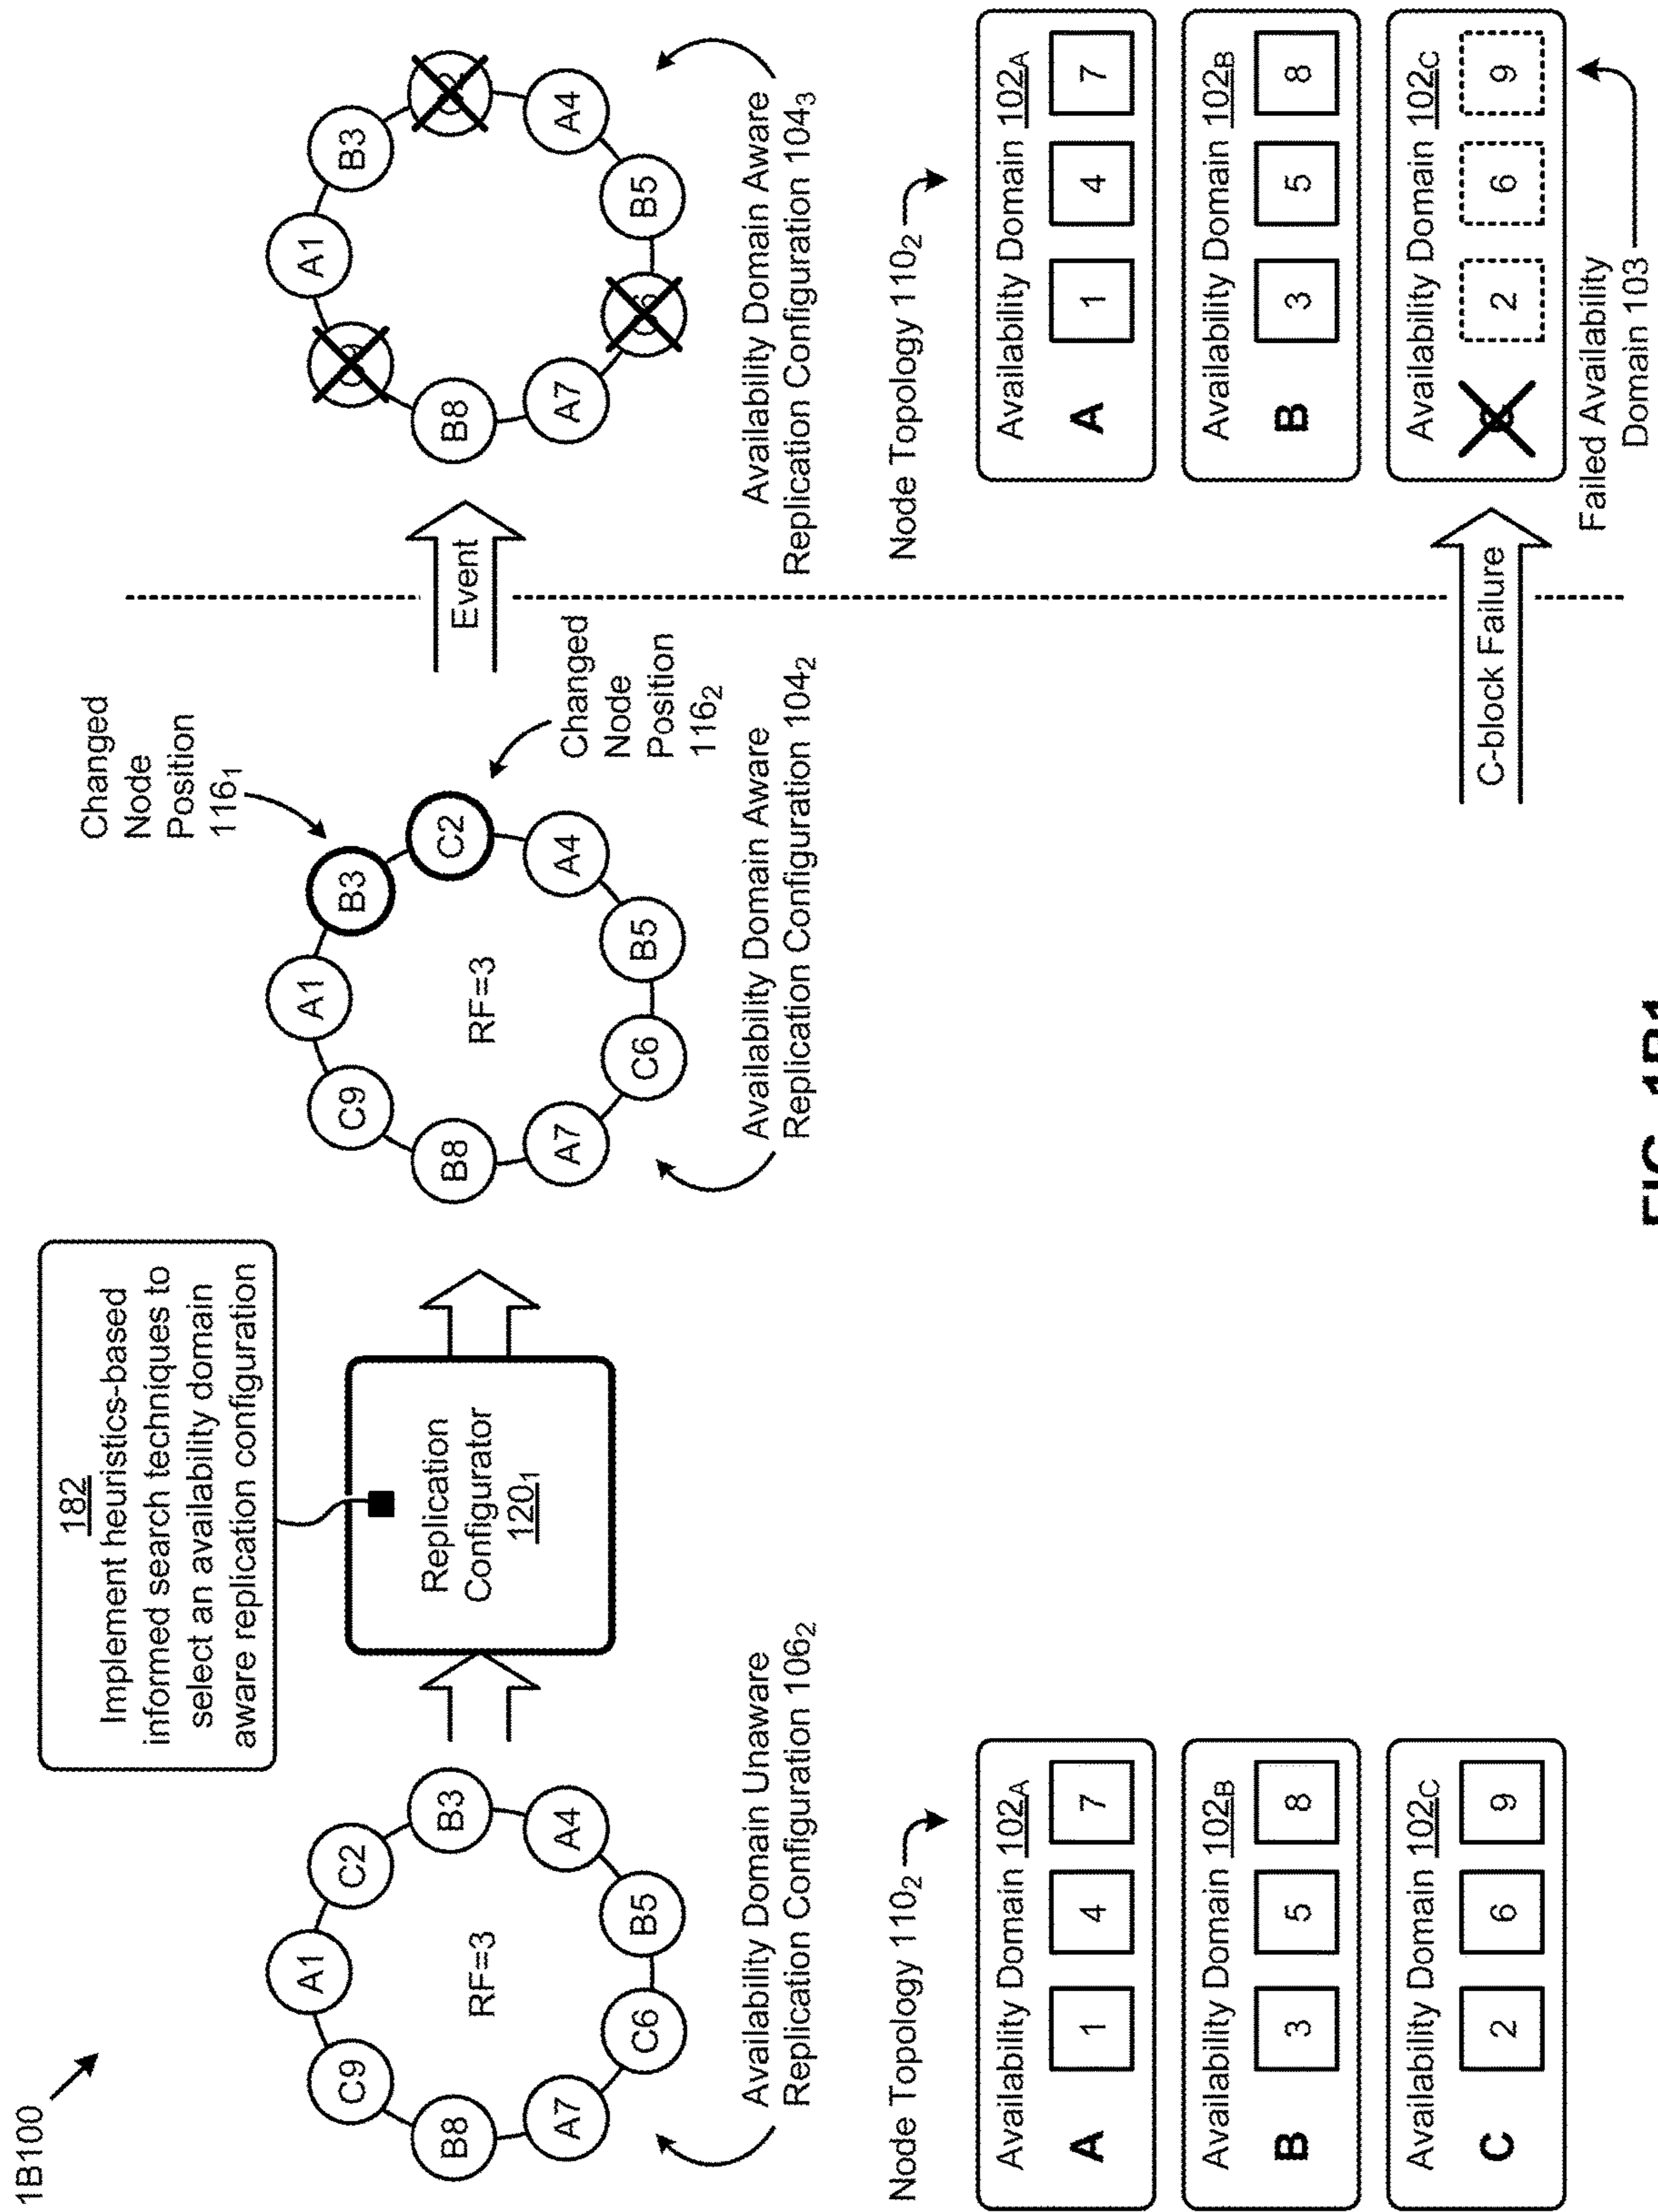 1B100
182
Implement heuristics-based
informed search techniques to
select an availability domain
aware replication configuration
A1
C2
B3
A4
B5
C6
A7
B8
C9
RF=3
Availability Domain Unaware
Replication Configuration 106₂
Replication
Configurator
120₁
Changed
Node
Position
116₁
A1
B3
C2
A4
B5
C6
A7
B8
C9
RF=3
Changed
Node
Position
116₂
Availability Domain Aware
Replication Configuration 104₂
Event
A1
B3
A4
B5
A7
B8
Availability Domain Aware
Replication Configuration 104₃
Node Topology 110₂
Availability Domain 102A
A
1
4
7
Availability Domain 102B
B
3
5
8
Availability Domain 102C
C
2
6
9
C-block Failure
Node Topology 110₂
Availability Domain 102A
A
1
4
7
Availability Domain 102B
B
3
5
8
Availability Domain 102C
2
6
9
Failed Availability
Domain 103